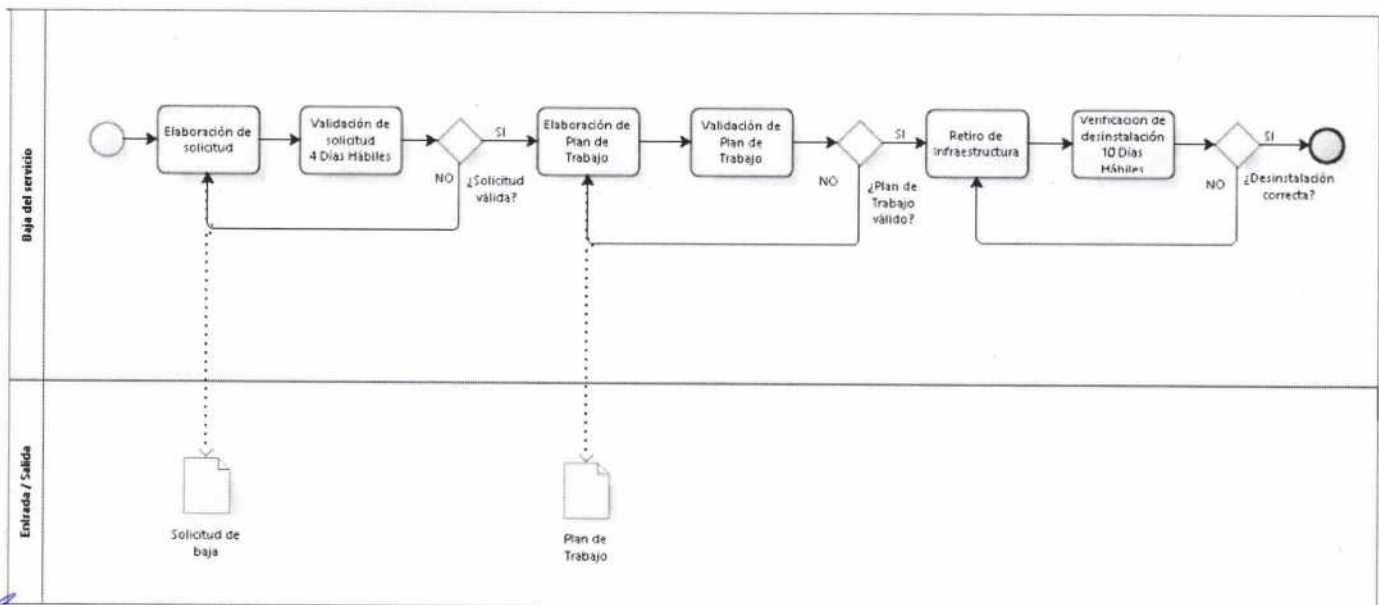 Baja del servicio
Elaboración de
solicitud
Validación de
solicitud
4 Días Hábiles
SI
NO
¿Solicitud
válida?
Elaboración de
Plan de
Trabajo
Validación de
Plan de
Trabajo
SI
NO
¿Plan de
Trabajo
válido?
Retiro de
Infraestructura
Verificación de
desinstalación
10 Días
Hábiles
SI
NO
¿Desinstalación
correcta?
Entrada / Salida
Solicitud de
baja
Plan de
Trabajo